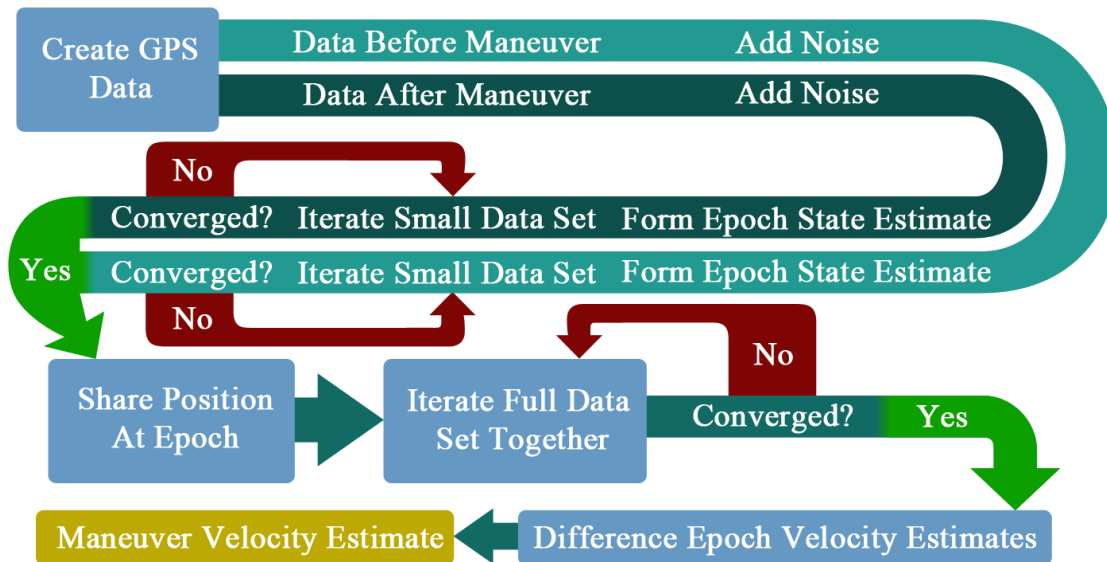 Create GPS
Data
Data Before Maneuver
Add Noise
Data After Maneuver
Add Noise
No
Converged?
Iterate Small Data Set
Form Epoch State Estimate
Yes
Converged?
Iterate Small Data Set
Form Epoch State Estimate
No
No
Share Position
At Epoch
Iterate Full Data
Set Together
Converged?
Yes
Maneuver Velocity Estimate
Difference Epoch Velocity Estimates